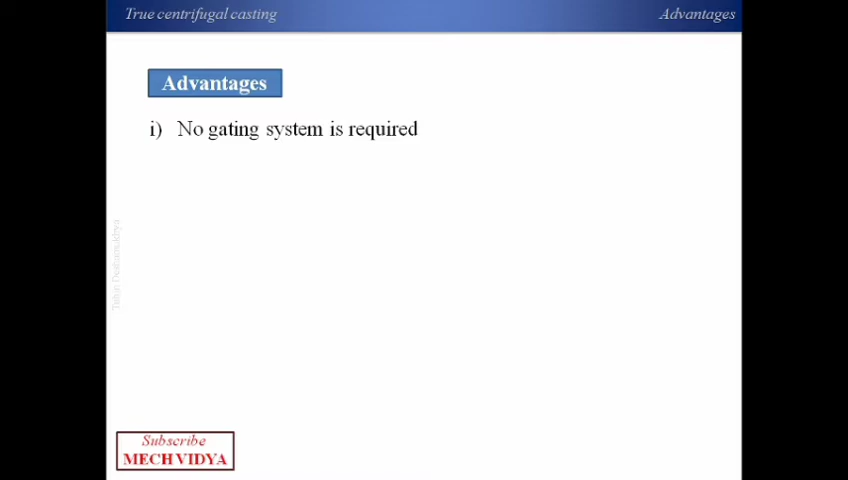 True centrifugal casting
Advantages
Advantages
i) No gating system is required
Subscribe
MECH VIDYA